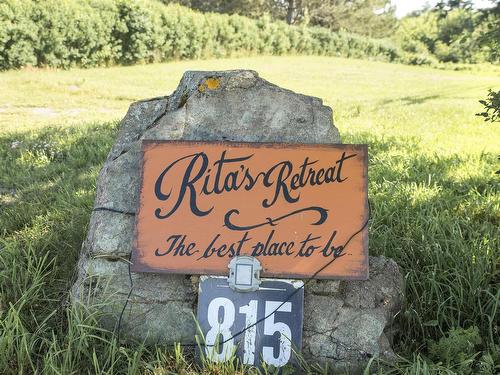 Rita's Retreat
The best place to be..
815